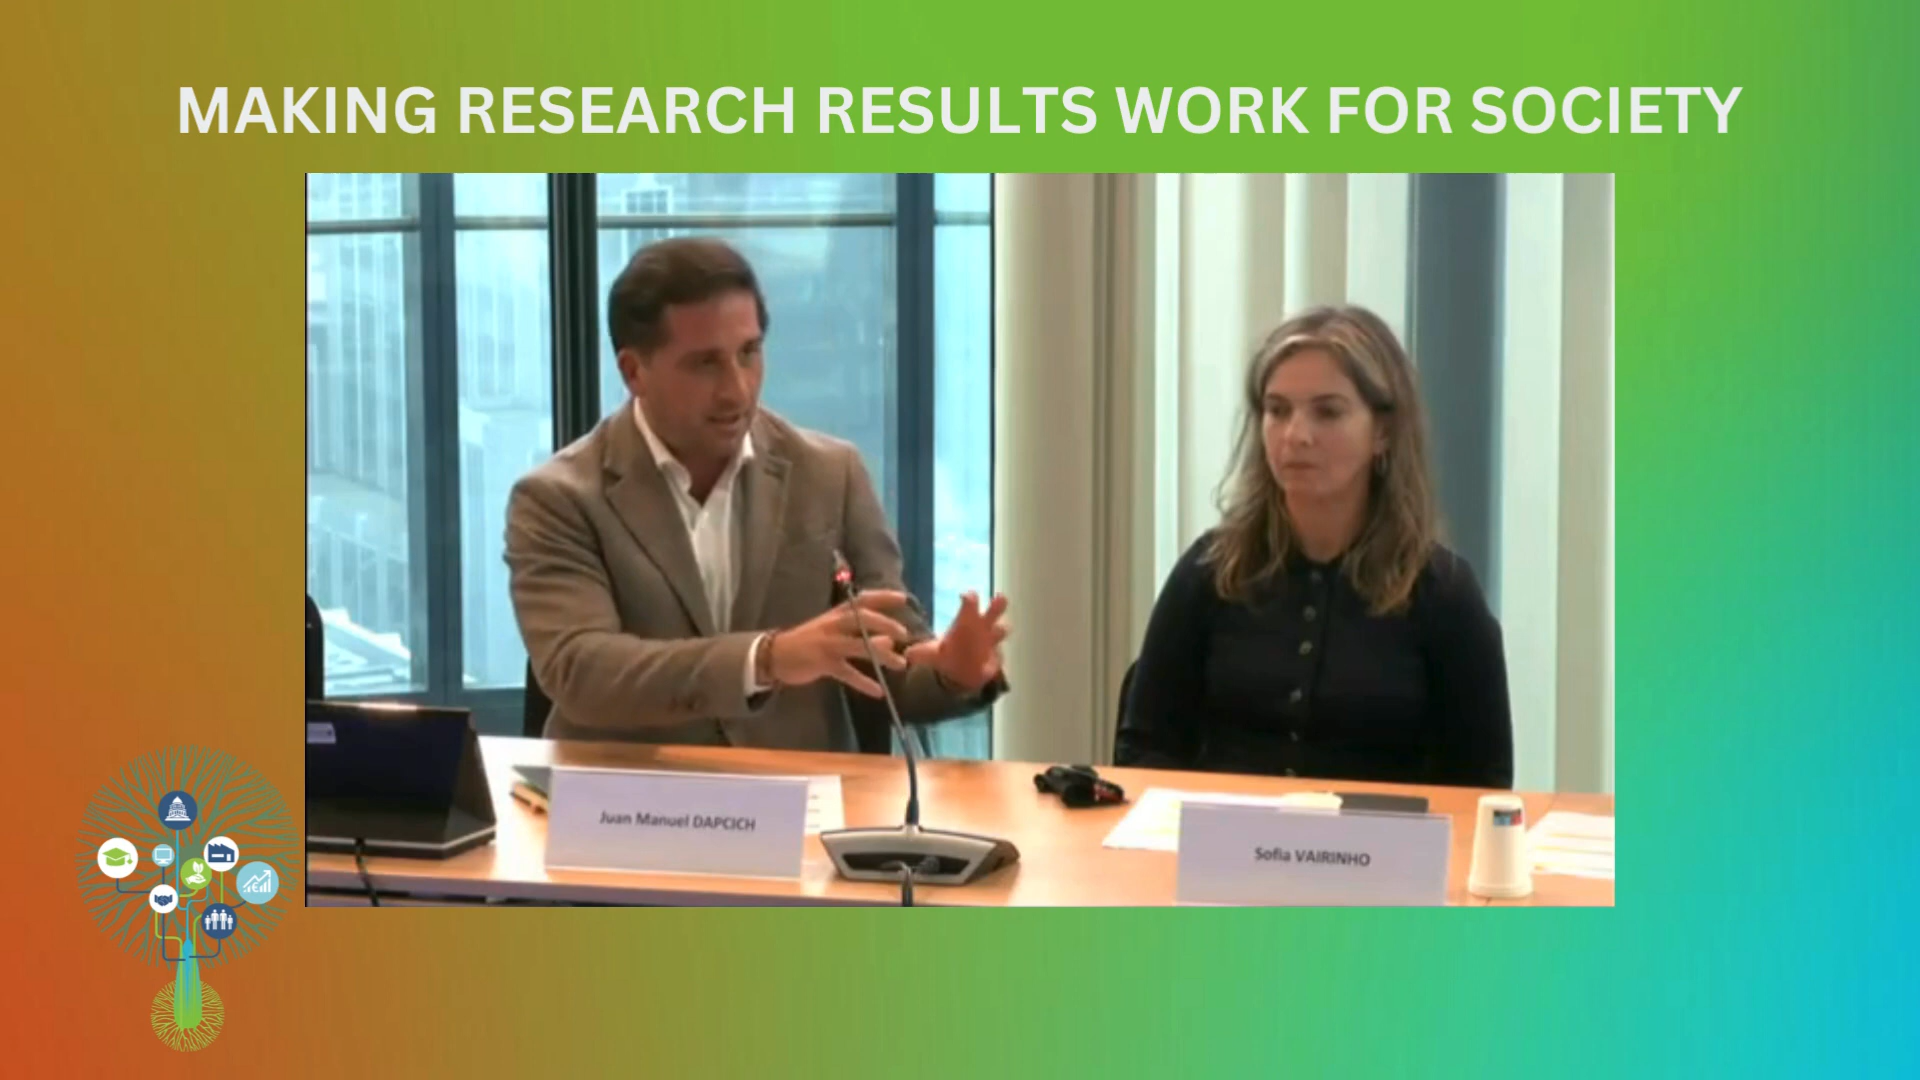 MAKING RESEARCH RESULTS WORK FOR SOCIETY
Juan Manuel DAPCICH
Sofia VAIRINHO